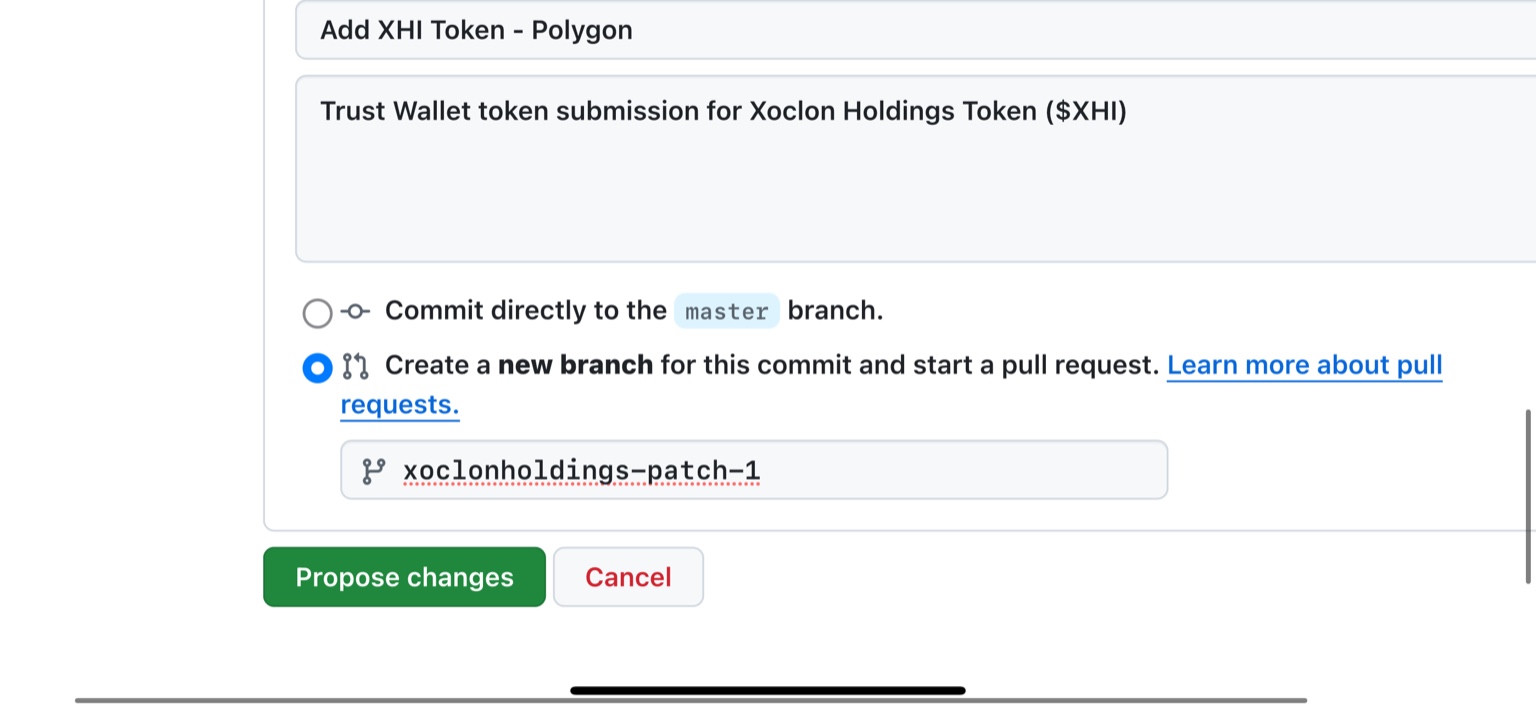 Add XHI Token - Polygon
Trust Wallet token submission for Xoclon Holdings Token ($XHI)
Commit directly to the master branch.
Create a new branch for this commit and start a pull request. Learn more about pull
requests.
xoclonholdings-patch-1
Propose changes Cancel